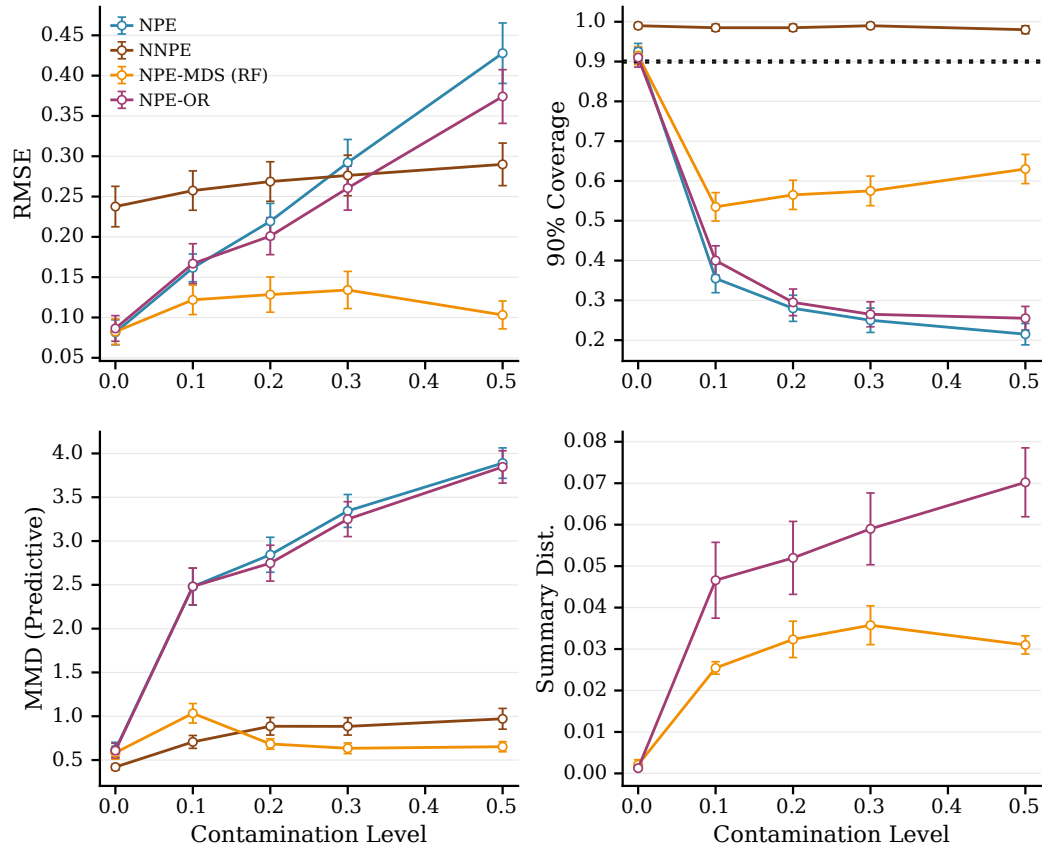 RMSE
0.45
0.40
0.35
0.30
0.25
0.20
0.15
0.10
0.05
NPE
NNPE
NPE-MDS (RF)
NPE-OR
0.0 0.1 0.2 0.3 0.4 0.5
90% Coverage
1.0
0.9
0.8
0.7
0.6
0.5
0.4
0.3
0.2
0.0 0.1 0.2 0.3 0.4 0.5
MMD (Predictive)
4.0
3.5
3.0
2.5
2.0
1.5
1.0
0.5
0.0 0.1 0.2 0.3 0.4 0.5
Contamination Level
Summary Dist.
0.08
0.07
0.06
0.05
0.04
0.03
0.02
0.01
0.00
0.0 0.1 0.2 0.3 0.4 0.5
Contamination Level